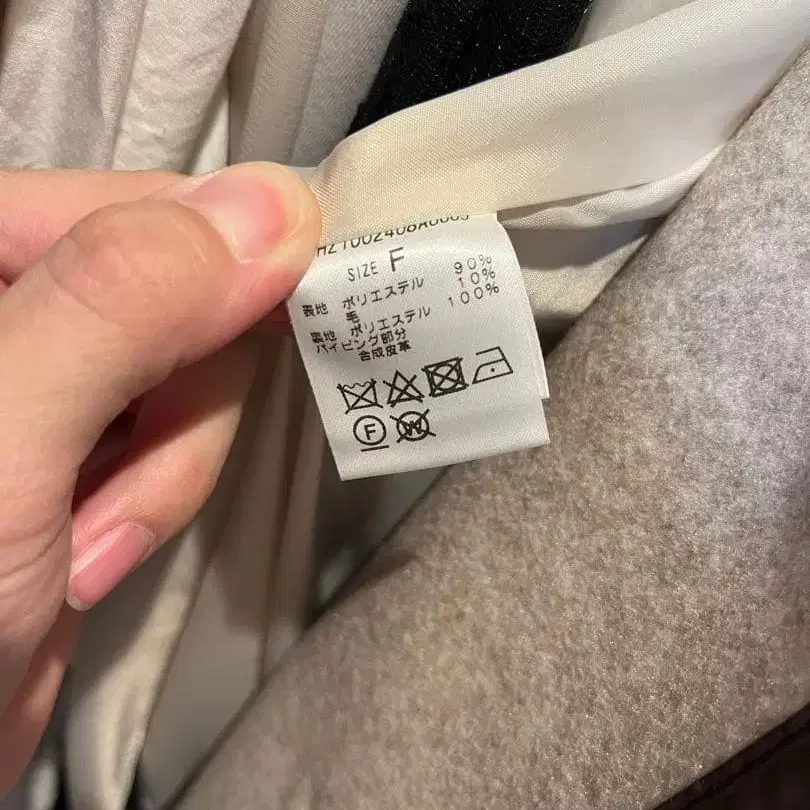 SIZE F
表地 ポリエステル 90%
毛 10%
裏地 ポリエステル 100%
パイピング部分
合成皮革
F W